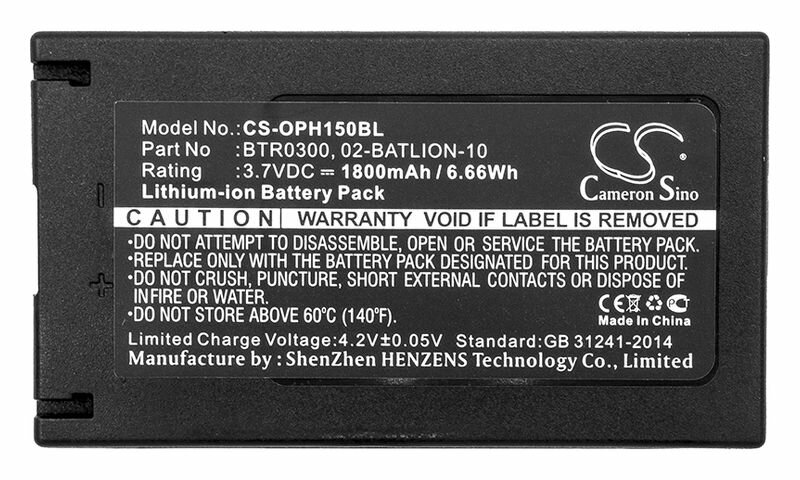 Model No.:CS-OPH150BL
Part No :BTR0300, 02-BATLION-10
Rating :3.7VDC ⎓ 1800mAh / 6.66Wh
Lithium-ion Battery Pack
CS
Cameron Sino
CAUTION WARRANTY VOID IF LABEL IS REMOVED
•DO NOT ATTEMPT TO DISASSEMBLE, OPEN OR SERVICE THE BATTERY PACK.
•REPLACE ONLY WITH THE BATTERY PACK DESIGNATED FOR THIS PRODUCT.
•DO NOT CRUSH, PUNCTURE, SHORT EXTERNAL CONTACTS OR DISPOSE OF
INFIRE OR WATER.
•DO NOT STORE ABOVE 60°C (140°F).
CE
PCT
Made In China
Limited Charge Voltage:4.2V±0.05V Standard:GB 31241-2014
Manufacture by : ShenZhen HENZENS Technology Co., Limited
−
+